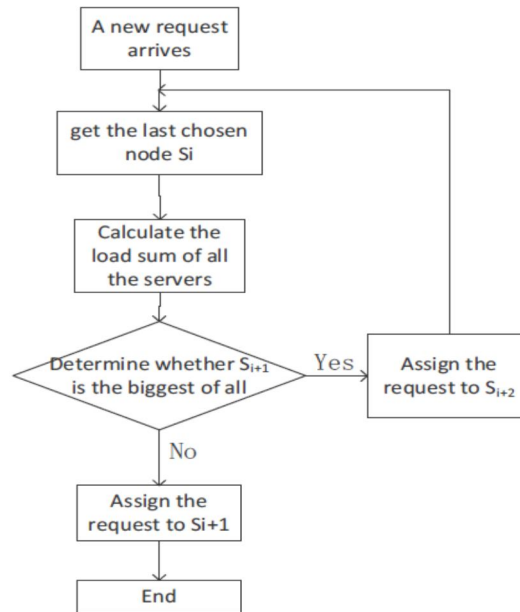 A new request
arrives
get the last chosen
node Si
Calculate the
load sum of all
the servers
Determine whether Sᵢ₊₁
is the biggest of all
Yes
Assign the
request to Sᵢ₊₂
No
Assign the
request to Si+1
End